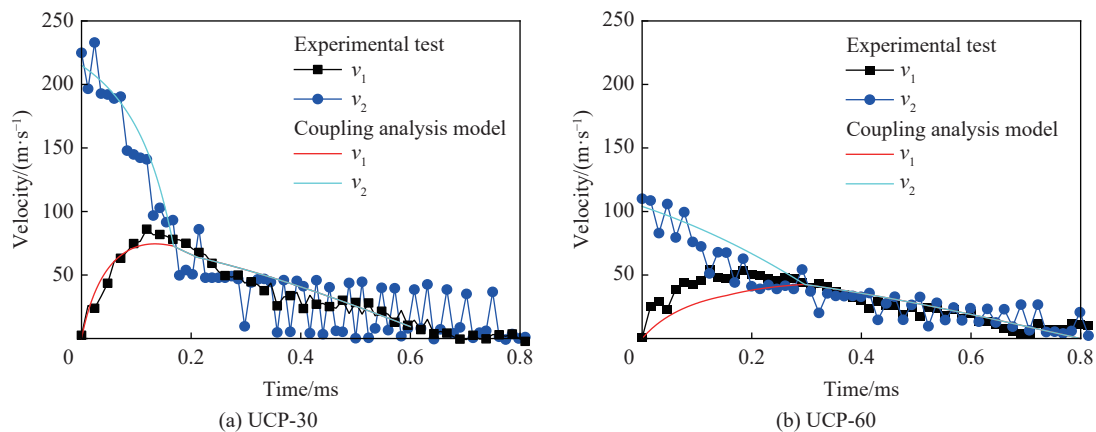 250
200
150
100
50
0
0.2
0.4
0.6
0.8
Velocity/(m·s⁻¹)
Time/ms
Experimental test
v₁
v₂
Coupling analysis model
v₁
v₂
(a) UCP-30
250
200
150
100
50
0
0.2
0.4
0.6
0.8
Velocity/(m·s⁻¹)
Time/ms
Experimental test
v₁
v₂
Coupling analysis model
v₁
v₂
(b) UCP-60